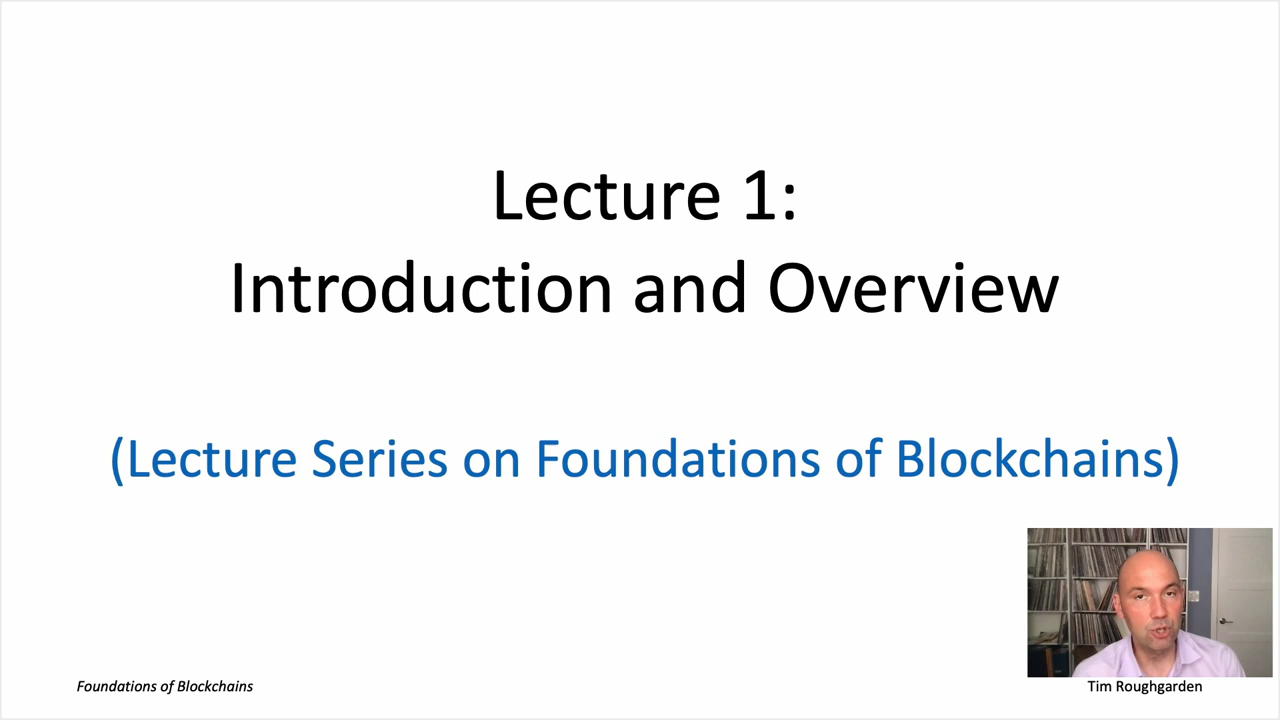 Lecture 1:
Introduction and Overview
(Lecture Series on Foundations of Blockchains)
Foundations of Blockchains
Tim Roughgarden